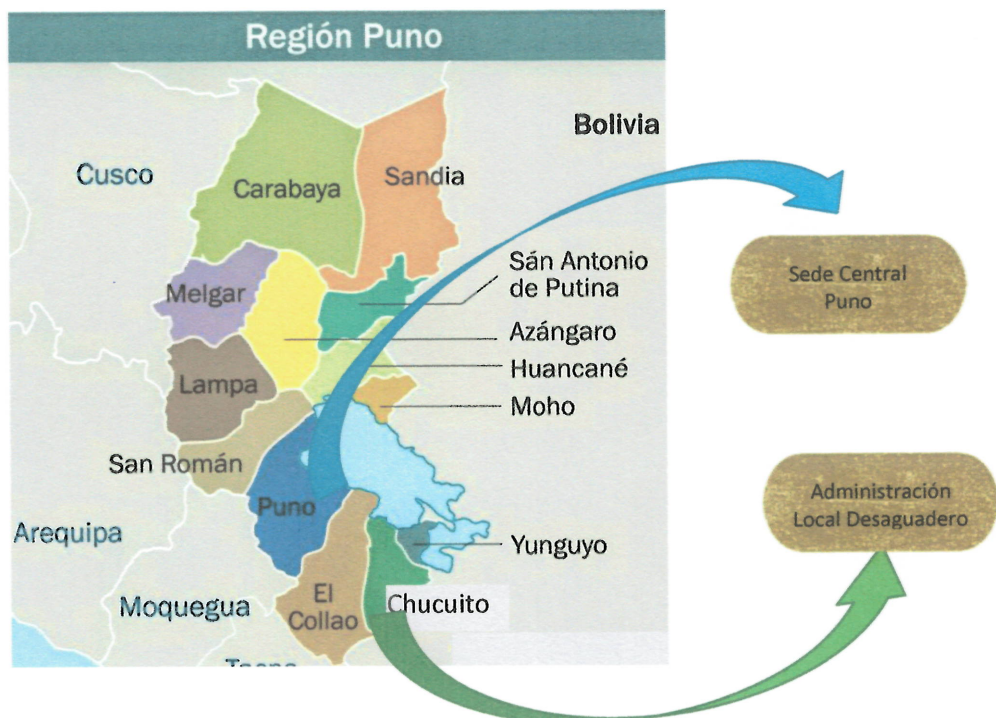 Región Puno
Bolivia
Cusco
Carabaya
Sandia
Sán Antonio
de Putina
Melgar
Azángaro
Huancané
Lampa
Moho
San Román
Puno
Arequipa
Yunguyo
Moquegua
El
Collao
Chucuito
Sede Central
Puno
Administración
Local Desaguadero